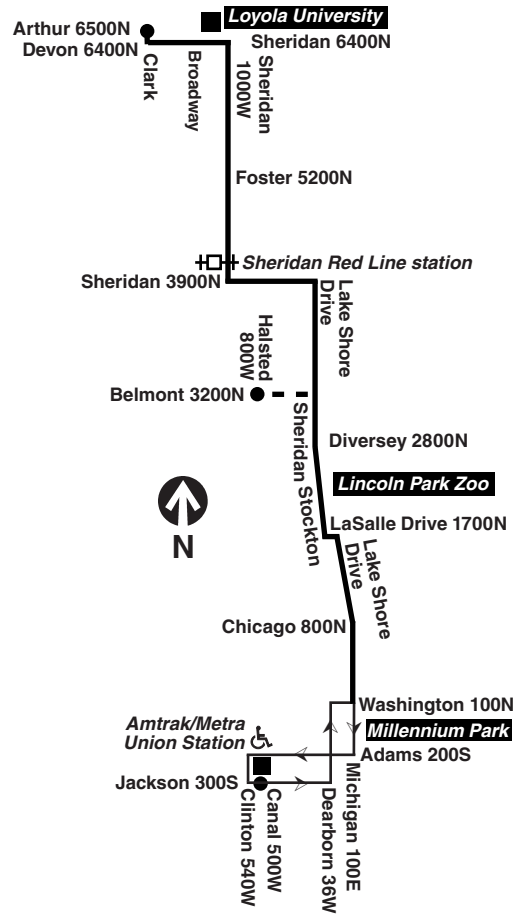 Loyola University
Arthur 6500N
Devon 6400N
Sheridan 6400N
Clark
Broadway
Sheridan
1000W
Foster 5200N
Sheridan Red Line station
Sheridan 3900N
Lake Shore
Drive
Halsted
800W
Belmont 3200N
Sheridan Stockton
Diversey 2800N
Lincoln Park Zoo
N
LaSalle Drive 1700N
Lake Shore
Drive
Chicago 800N
Washington 100N
Amtrak/Metra
Union Station
Millennium Park
Adams 200S
Jackson 300S
Clinton 540W
Canal 500W
Dearborn 36W
Michigan 100E